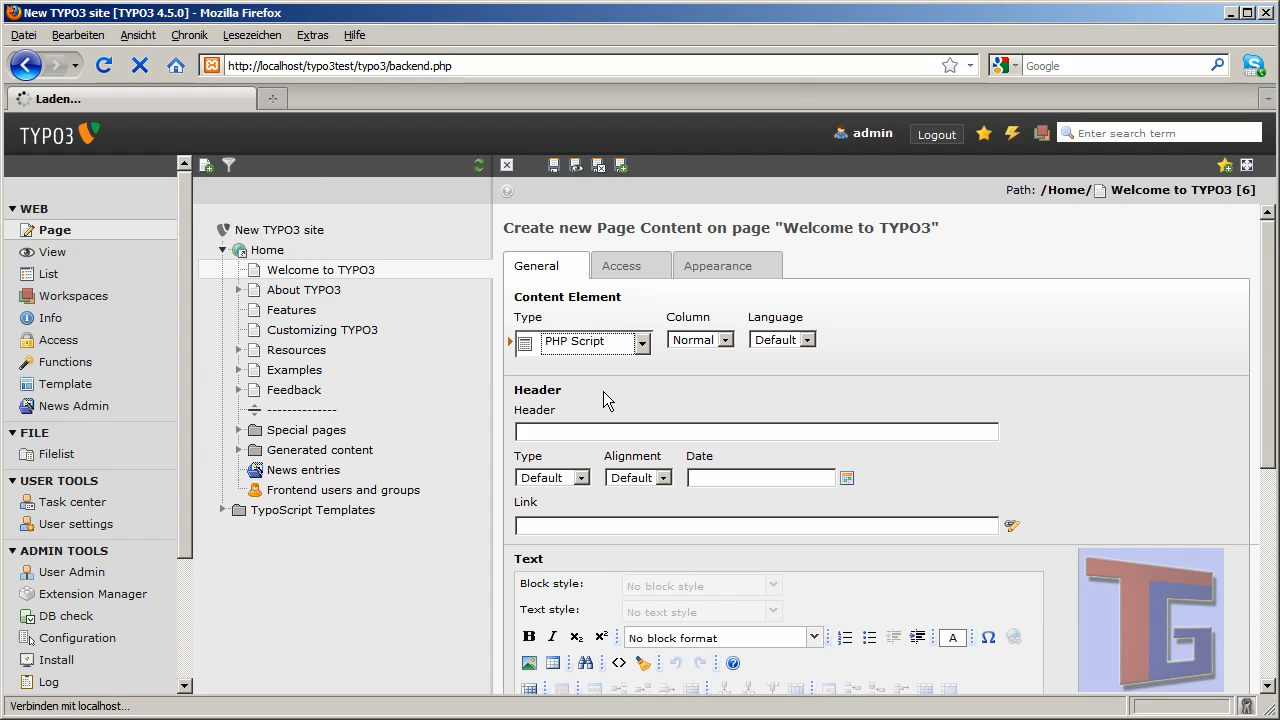 New TYPO3 site [TYPO3 4.5.0] - Mozilla Firefox
Datei Bearbeiten Ansicht Chronik Lesezeichen Extras Hilfe
http://localhost/typo3test/typo3/backend.php
Google
Laden...
TYPO3
admin
Logout
Enter search term
Path: /Home/ Welcome to TYPO3 [6]
WEB
Page
View
List
Workspaces
Info
Access
Functions
Template
News Admin
FILE
Filelist
USER TOOLS
Task center
User settings
ADMIN TOOLS
User Admin
Extension Manager
DB check
Configuration
Install
Log
New TYPO3 site
Home
Welcome to TYPO3
About TYPO3
Features
Customizing TYPO3
Resources
Examples
Feedback
--------------
Special pages
Generated content
News entries
Frontend users and groups
TypoScript Templates
Create new Page Content on page "Welcome to TYPO3"
General Access Appearance
Content Element
Type Column Language
PHP Script Normal Default
Header
Header
Type Alignment Date
Default Default
Link
Text
Block style: No block style
Text style: No text style
B I x₂ x² No block format A Ω
TG
Verbinden mit localhost...